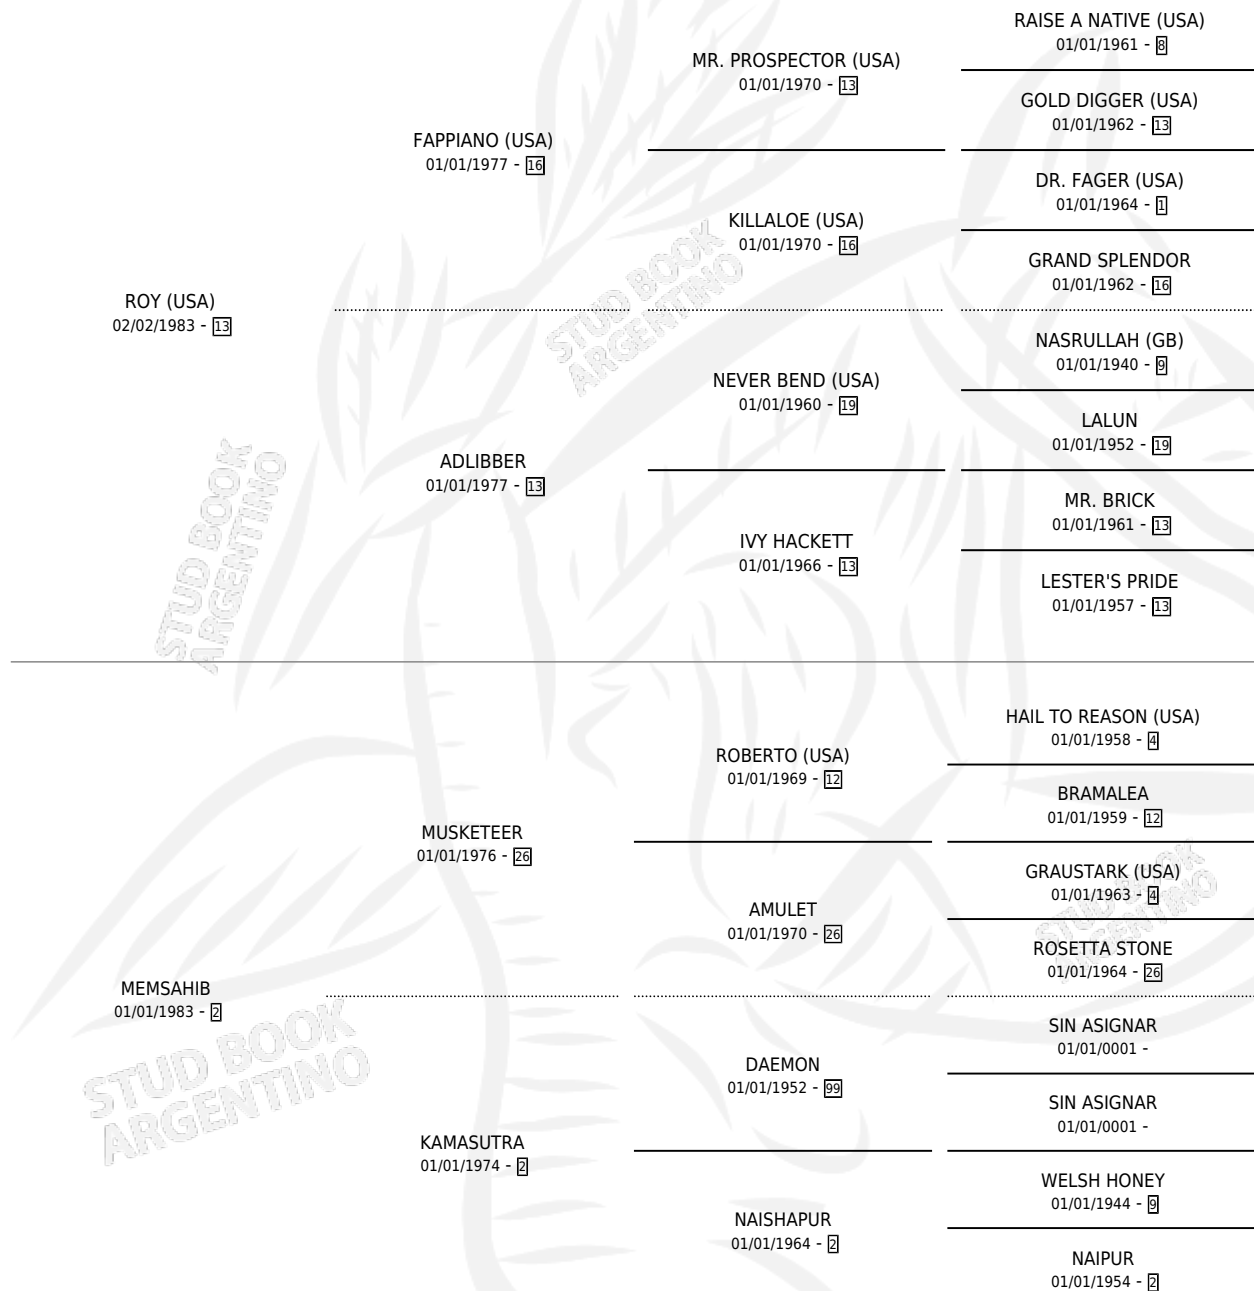 RAISE A NATIVE (USA)
01/01/1961 - 8
MR. PROSPECTOR (USA)
01/01/1970 - 13
GOLD DIGGER (USA)
01/01/1962 - 13
FAPPIANO (USA)
01/01/1977 - 16
DR. FAGER (USA)
01/01/1964 - 1
KILLALOE (USA)
01/01/1970 - 16
GRAND SPLENDOR
01/01/1962 - 16
ROY (USA)
02/02/1983 - 13
STUD BOOK
ARGENTINO
NASRULLAH (GB)
01/01/1940 - 9
NEVER BEND (USA)
01/01/1960 - 19
LALUN
01/01/1952 - 19
ADLIBBER
01/01/1977 - 13
MR. BRICK
01/01/1961 - 13
IVY HACKETT
01/01/1966 - 13
LESTER'S PRIDE
01/01/1957 - 13
STUD BOOK
ARGENTINO
HAIL TO REASON (USA)
01/01/1958 - 4
ROBERTO (USA)
01/01/1969 - 12
BRAMALEA
01/01/1959 - 12
MUSKETEER
01/01/1976 - 26
GRAUSTARK (USA)
01/01/1963 - 4
AMULET
01/01/1970 - 26
ROSETTA STONE
01/01/1964 - 26
STUD BOOK
ARGENTINO
MEMSAHIB
01/01/1983 - 2
STUD BOOK
ARGENTINO
SIN ASIGNAR
01/01/0001 -
DAEMON
01/01/1952 - 99
SIN ASIGNAR
01/01/0001 -
KAMASUTRA
01/01/1974 - 2
WELSH HONEY
01/01/1944 - 9
NAISHAPUR
01/01/1964 - 2
NAIPUR
01/01/1954 - 2